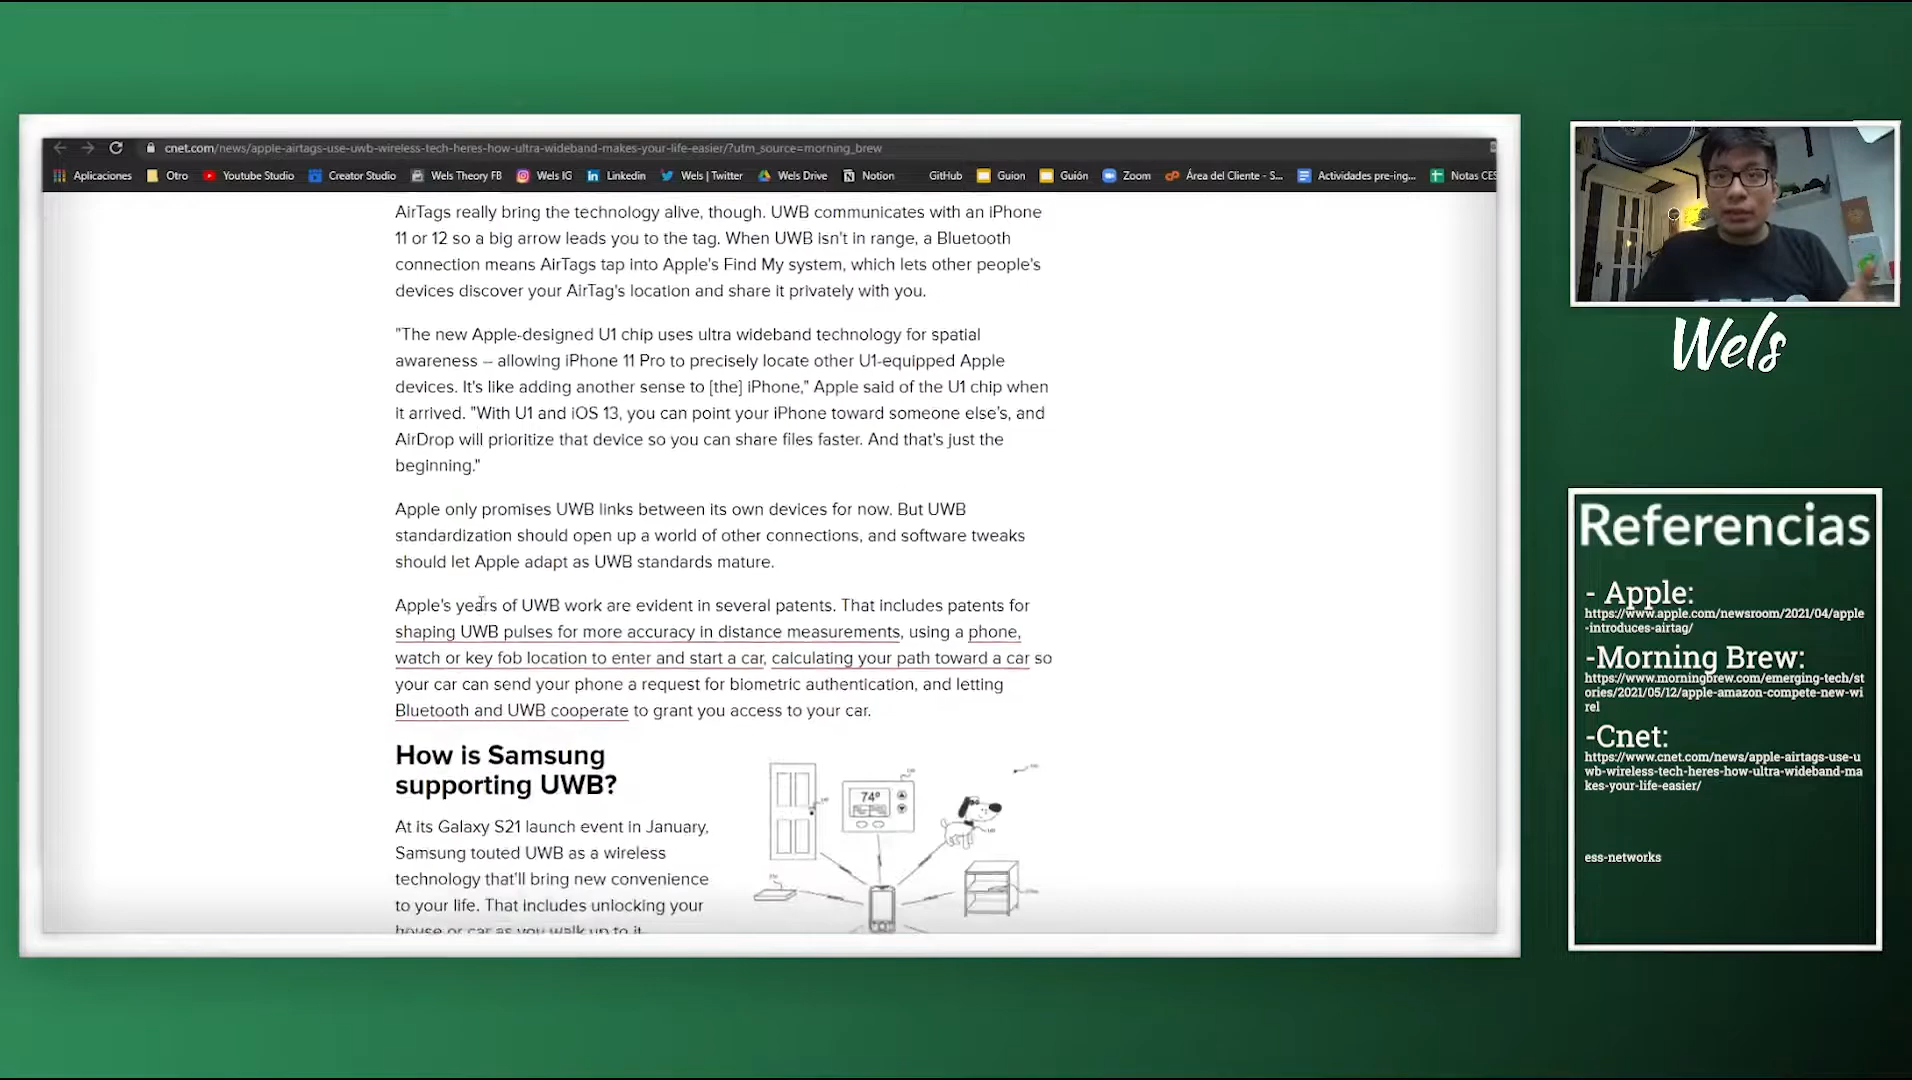 cnet.com/news/apple-airtags-use-uwb-wireless-tech-heres-how-ultra-wideband-makes-your-life-easier/?utm_source=morning_brew
Aplicaciones Otro Youtube Studio Creator Studio Wels Theory FB Wels IG Linkedin Wels | Twitter Wels Drive Notion GitHub Guion Guión Zoom Área del Cliente - S... Actividades pre-ing... Notas CES
AirTags really bring the technology alive, though. UWB communicates with an iPhone
11 or 12 so a big arrow leads you to the tag. When UWB isn't in range, a Bluetooth
connection means AirTags tap into Apple's Find My system, which lets other people's
devices discover your AirTag's location and share it privately with you.
"The new Apple-designed U1 chip uses ultra wideband technology for spatial
awareness – allowing iPhone 11 Pro to precisely locate other U1-equipped Apple
devices. It's like adding another sense to [the] iPhone," Apple said of the U1 chip when
it arrived. "With U1 and iOS 13, you can point your iPhone toward someone else's, and
AirDrop will prioritize that device so you can share files faster. And that's just the
beginning."
Apple only promises UWB links between its own devices for now. But UWB
standardization should open up a world of other connections, and software tweaks
should let Apple adapt as UWB standards mature.
Apple's years of UWB work are evident in several patents. That includes patents for
shaping UWB pulses for more accuracy in distance measurements, using a phone,
watch or key fob location to enter and start a car, calculating your path toward a car so
your car can send your phone a request for biometric authentication, and letting
Bluetooth and UWB cooperate to grant you access to your car.
How is Samsung
supporting UWB?
At its Galaxy S21 launch event in January,
Samsung touted UWB as a wireless
technology that'll bring new convenience
to your life. That includes unlocking your
house or car as you walk up to it.
74°
Wels
Referencias
- Apple:
https://www.apple.com/newsroom/2021/04/apple
-introduces-airtag/
-Morning Brew:
https://www.morningbrew.com/emerging-tech/st
ories/2021/05/12/apple-amazon-compete-new-wi
rel
-Cnet:
https://www.cnet.com/news/apple-airtags-use-u
wb-wireless-tech-heres-how-ultra-wideband-ma
kes-your-life-easier/
ess-networks